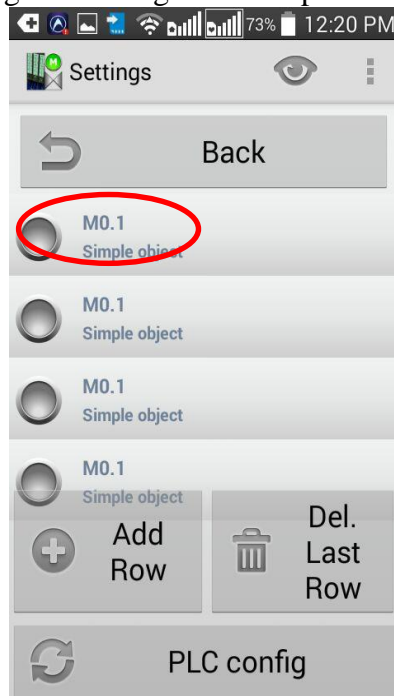 73% 12:20 PM
M
Settings
Back
M0.1
Simple object
M0.1
Simple object
M0.1
Simple object
M0.1
Simple object
Add
Row
Del.
Last
Row
PLC config